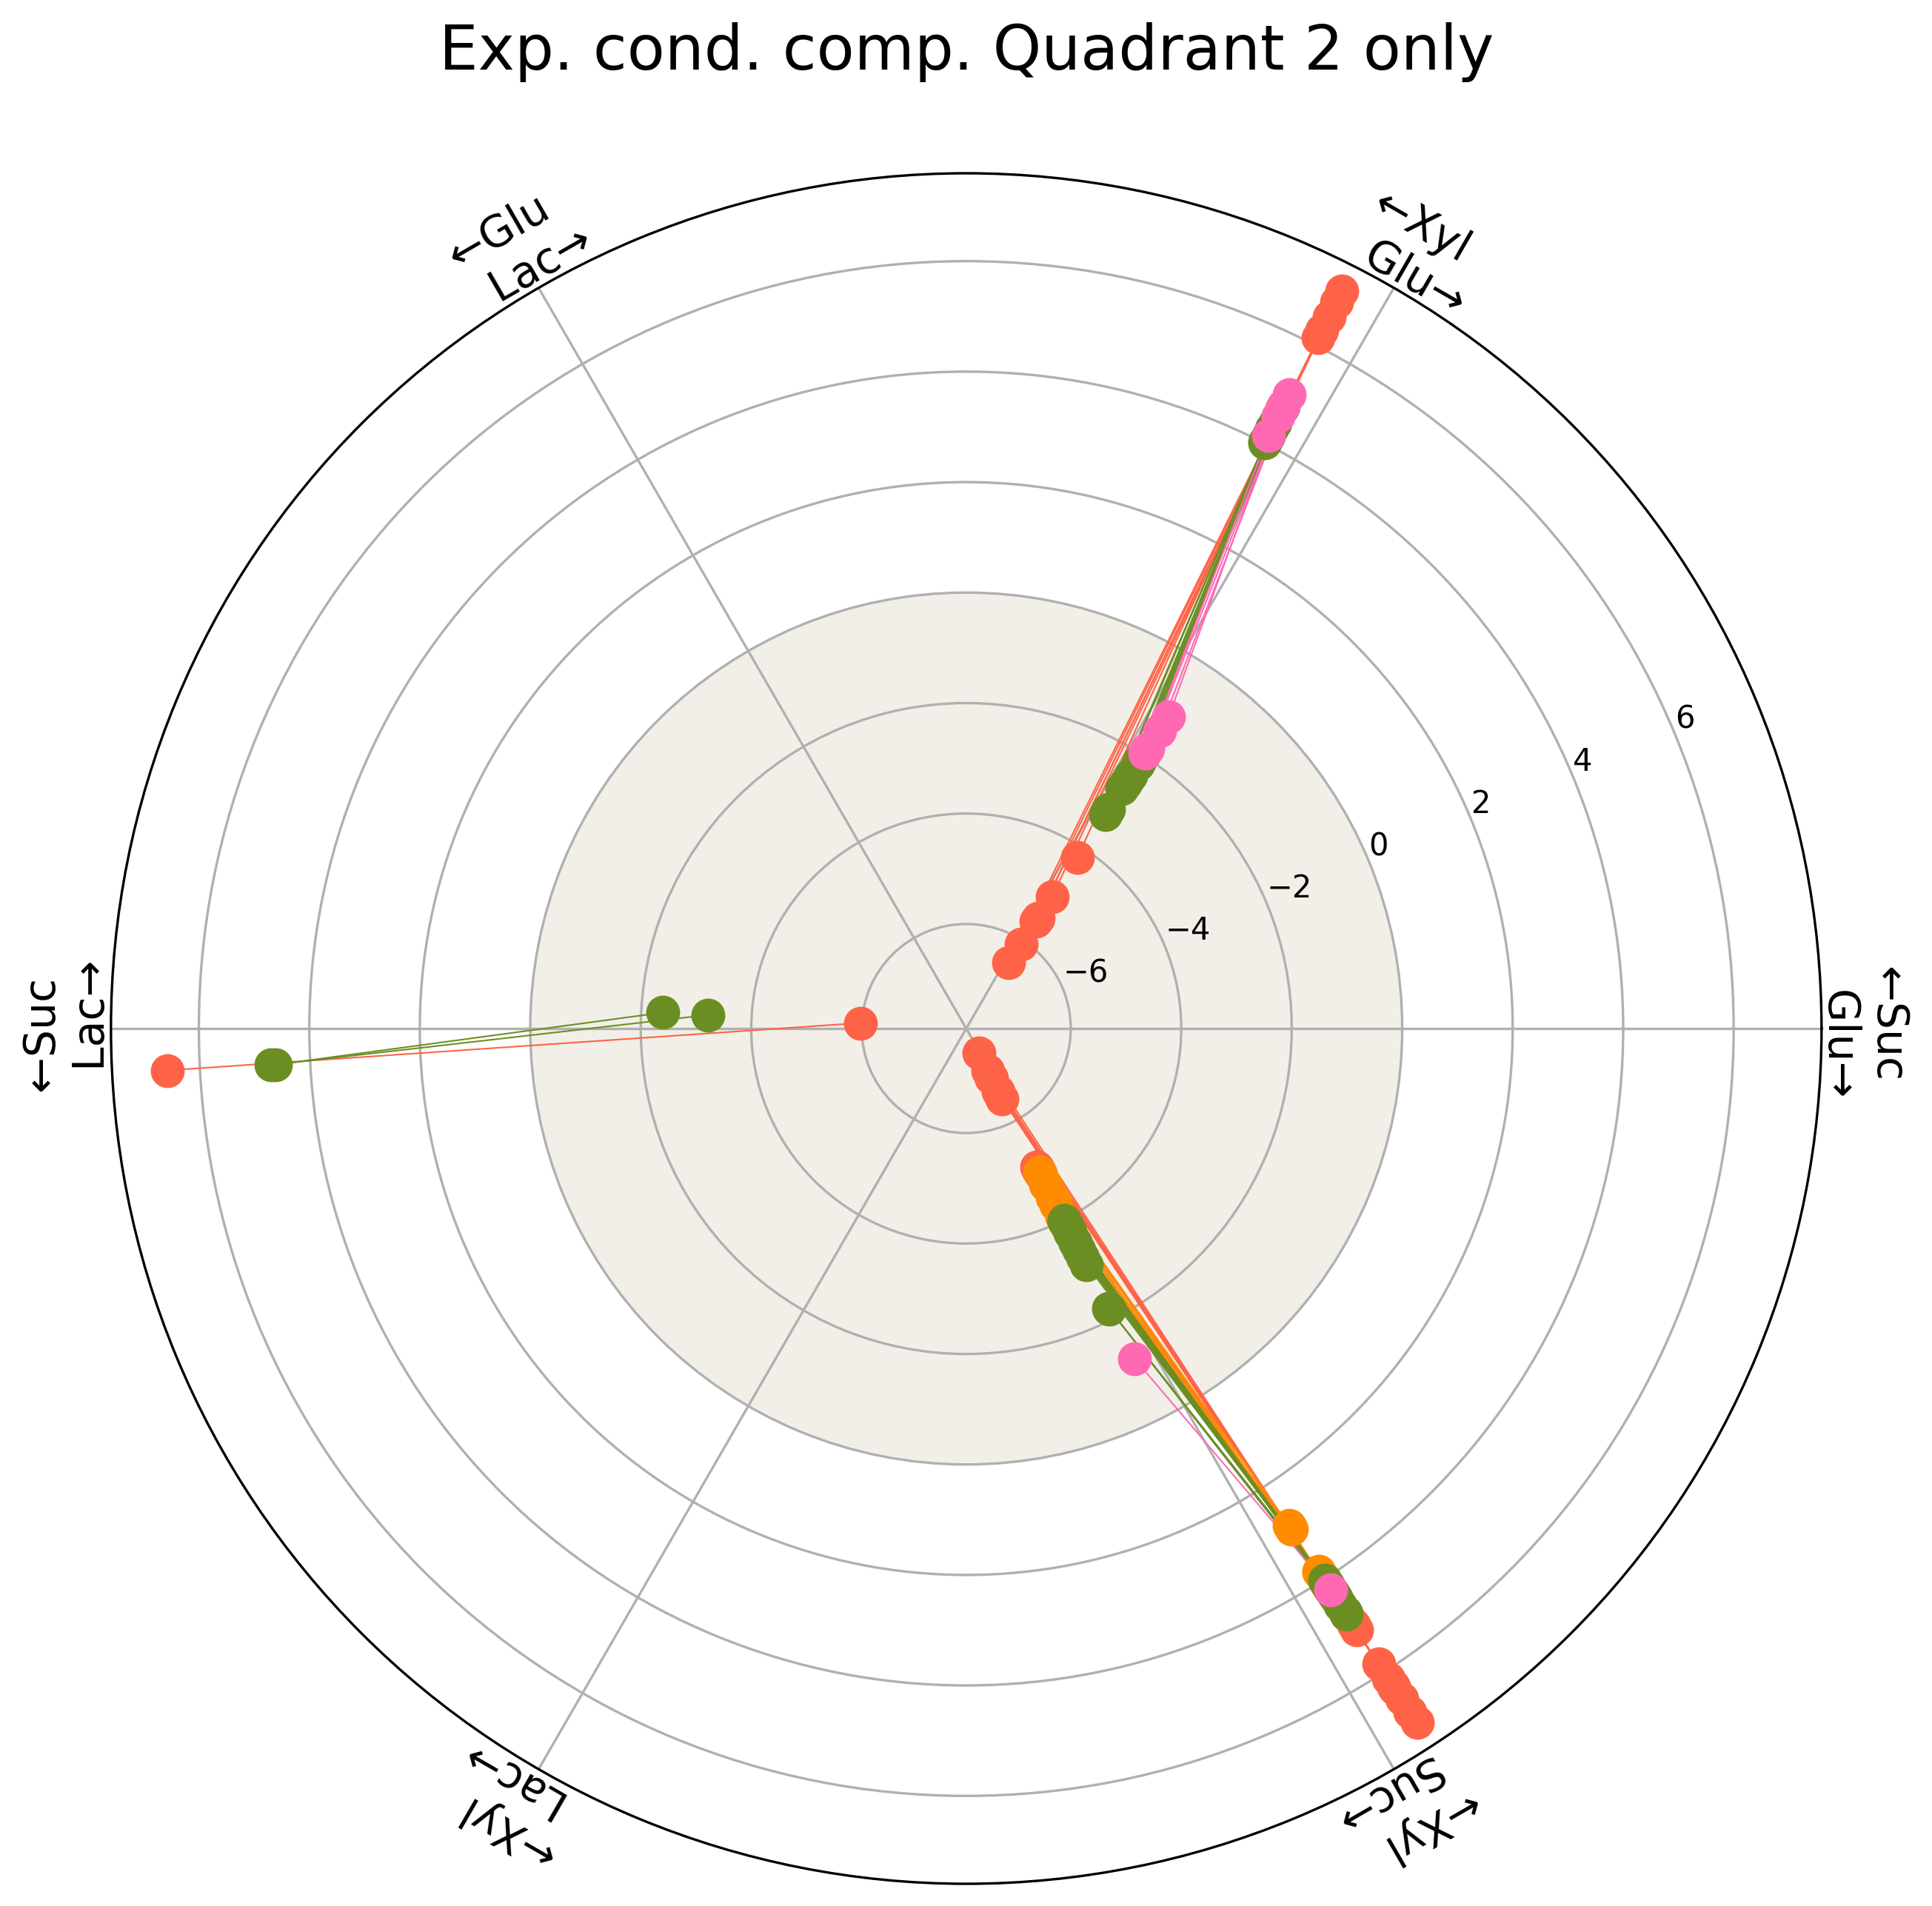 Exp. cond. comp. Quadrant 2 only
←Glu
Lac→
←Xyl
Glu→
6
4
2
0
−2
−4
−6
←Suc
Lac→
←Suc
Glu→
Lac→
←Xyl
Suc→
←Xyl